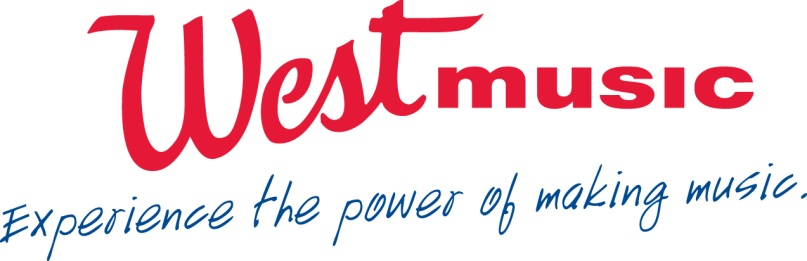 West music
Experience the power of making music.